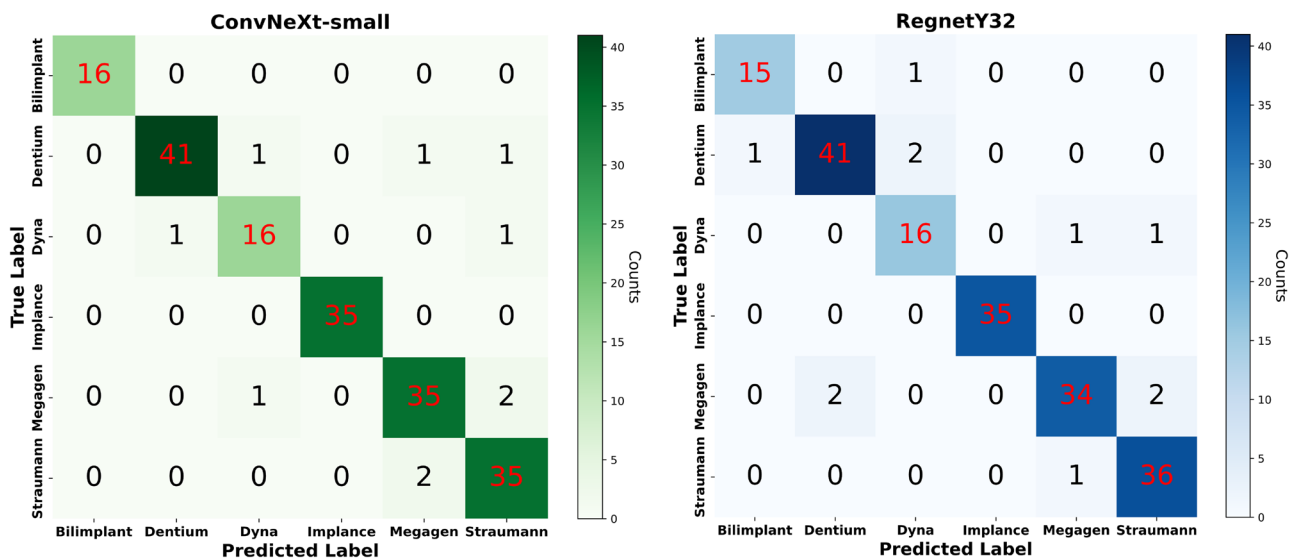 ConvNeXt-small
Bilimplant 16 0 0 0 0 0
Dentium 0 41 1 0 1 1
Dyna 0 1 16 0 0 1
Implance 0 0 0 35 0 0
Megagen 0 0 1 0 35 2
Straumann 0 0 0 0 2 35
Bilimplant Dentium Dyna Implance Megagen Straumann
Predicted Label
True Label
40
35
30
25
20
15
10
5
0
Counts
RegnetY32
Bilimplant 15 0 1 0 0 0
Dentium 1 41 2 0 0 0
Dyna 0 0 16 0 1 1
Implance 0 0 0 35 0 0
Megagen 0 2 0 0 34 2
Straumann 0 0 0 0 1 36
Bilimplant Dentium Dyna Implance Megagen Straumann
Predicted Label
True Label
40
35
30
25
20
15
10
5
0
Counts